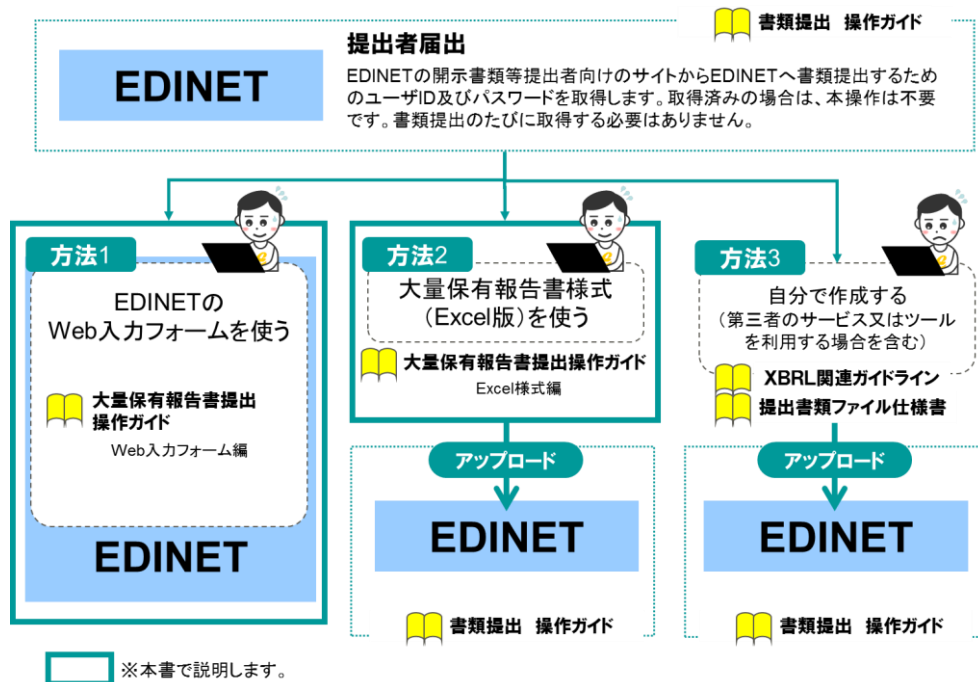 書類提出　操作ガイド
提出者届出
EDINET
EDINETの開示書類等提出者向けのサイトからEDINETへ書類提出するため
のユーザID及びパスワードを取得します。取得済みの場合は、本操作は不要
です。書類提出のたびに取得する必要はありません。
方法1
EDINETの
Web入力フォームを使う
大量保有報告書提出
操作ガイド
Web入力フォーム編
EDINET
方法2
大量保有報告書様式
（Excel版）を使う
大量保有報告書提出操作ガイド
Excel様式編
アップロード
EDINET
書類提出　操作ガイド
方法3
自分で作成する
（第三者のサービス又はツール
を利用する場合を含む）
XBRL関連ガイドライン
提出書類ファイル仕様書
アップロード
EDINET
書類提出　操作ガイド
※本書で説明します。